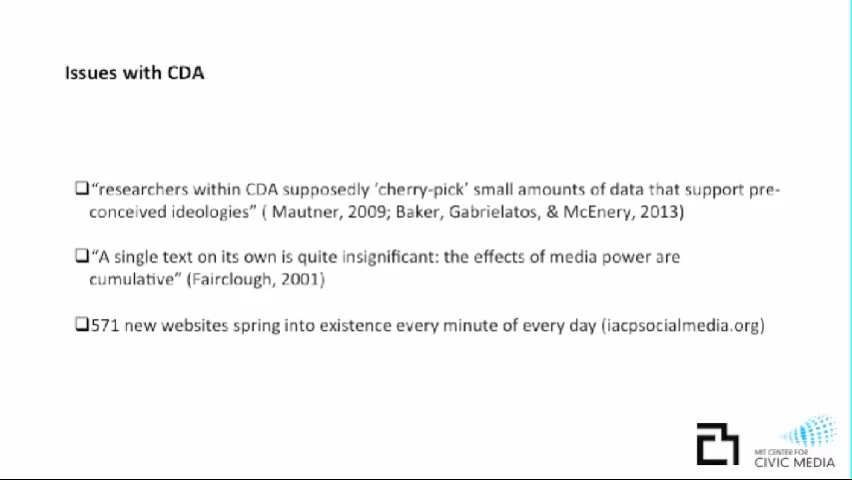 Issues with CDA
❑“researchers within CDA supposedly ‘cherry-pick’ small amounts of data that support pre-
conceived ideologies” ( Mautner, 2009; Baker, Gabrielatos, & McEnery, 2013)
❑“A single text on its own is quite insignificant: the effects of media power are
cumulative” (Fairclough, 2001)
❑571 new websites spring into existence every minute of every day (iacpsocialmedia.org)
MIT CENTER FOR
CIVIC MEDIA